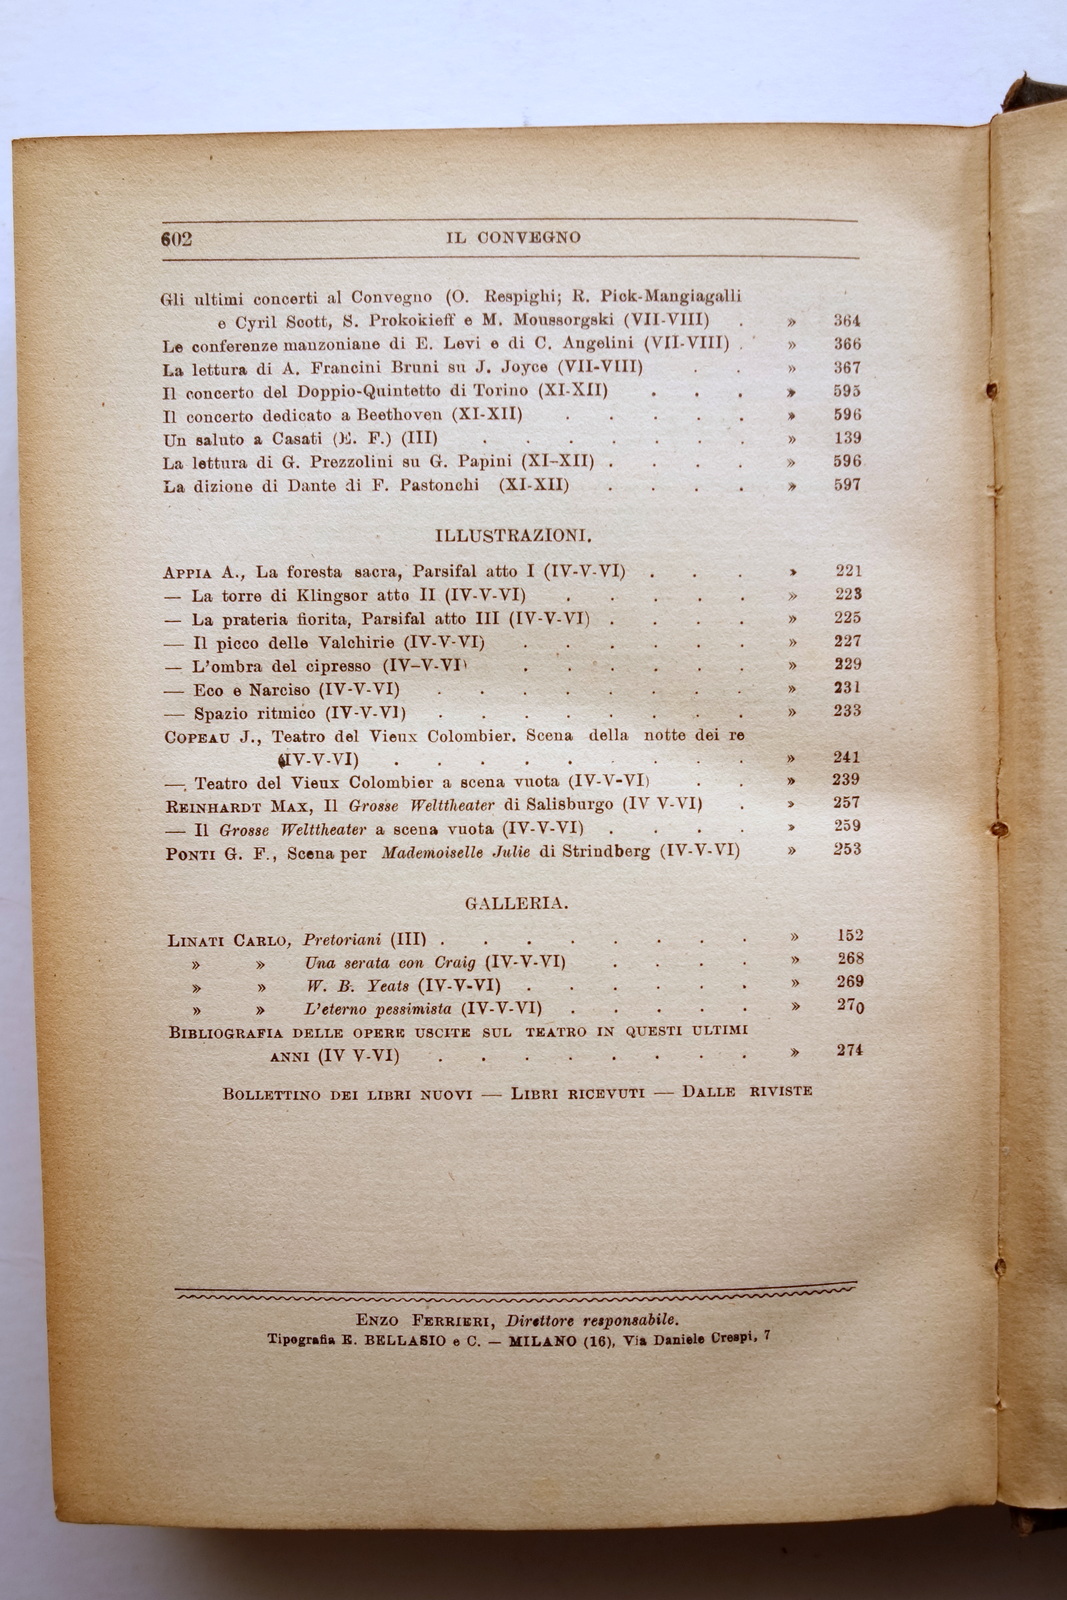 602 IL CONVEGNO
Gli ultimi concerti al Convegno (O. Respighi; R. Pick-Mangiagalli
e Cyril Scott, S. Prokokieff e M. Moussorgski (VII-VIII) . » 364
Le conferenze manzoniane di E. Levi e di C. Angelini (VII-VIII) . » 366
La lettura di A. Francini Bruni su J. Joyce (VII-VIII) . . » 367
Il concerto del Doppio-Quintetto di Torino (XI-XII) . . . » 595
Il concerto dedicato a Beethoven (XI-XII) . . . . . » 596
Un saluto a Casati (E. F.) (III) . . . . . . . » 139
La lettura di G. Prezzolini su G. Papini (XI-XII) . . . . » 596
La dizione di Dante di F. Pastonchi (XI-XII) . . . . » 597
ILLUSTRAZIONI.
APPIA A., La foresta sacra, Parsifal atto I (IV-V-VI) . . . » 221
— La torre di Klingsor atto II (IV-V-VI) . . . . . » 223
— La prateria fiorita, Parsifal atto III (IV-V-VI) . . . . » 225
— Il picco delle Valchirie (IV-V-VI) . . . . . . » 227
— L'ombra del cipresso (IV-V-VI) . . . . . . » 229
— Eco e Narciso (IV-V-VI) . . . . . . . . » 231
— Spazio ritmico (IV-V-VI) . . . . . . . . » 233
COPEAU J., Teatro del Vieux Colombier. Scena della notte dei re
(IV-V-VI) . . . . . . . . . » 241
— Teatro del Vieux Colombier a scena vuota (IV-V-VI) . . » 239
REINHARDT MAX, Il Grosse Welttheater di Salisburgo (IV V-VI) . » 257
— Il Grosse Welttheater a scena vuota (IV-V-VI) . . . . » 259
PONTI G. F., Scena per Mademoiselle Julie di Strindberg (IV-V-VI) » 253
GALLERIA.
LINATI CARLO, Pretoriani (III) . . . . . . . . » 152
» » Una serata con Craig (IV-V-VI) . . . . » 268
» » W. B. Yeats (IV-V-VI) . . . . . . » 269
» » L'eterno pessimista (IV-V-VI) . . . . . » 270
BIBLIOGRAFIA DELLE OPERE USCITE SUL TEATRO IN QUESTI ULTIMI
ANNI (IV V-VI) . . . . . . . . » 274
BOLLETTINO DEI LIBRI NUOVI — LIBRI RICEVUTI — DALLE RIVISTE
ENZO FERRIERI, Direttore responsabile.
Tipografia E. BELLASIO e C. — MILANO (16), Via Daniele Crespi, 7